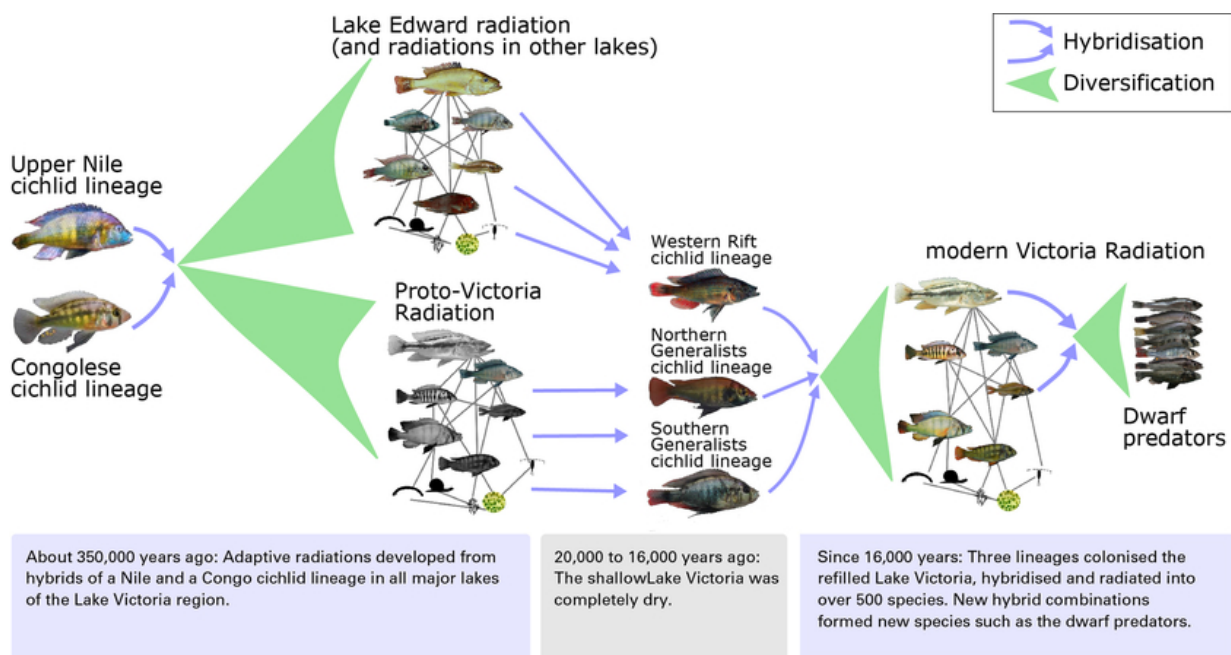 Lake Edward radiation
(and radiations in other lakes)
Hybridisation
Diversification
Upper Nile
cichlid lineage
Congolese
cichlid lineage
Proto-Victoria
Radiation
Western Rift
cichlid lineage
Northern
Generalists
cichlid lineage
Southern
Generalists
cichlid lineage
modern Victoria Radiation
Dwarf
predators
About 350,000 years ago: Adaptive radiations developed from
hybrids of a Nile and a Congo cichlid lineage in all major lakes
of the Lake Victoria region.
20,000 to 16,000 years ago:
The shallowLake Victoria was
completely dry.
Since 16,000 years: Three lineages colonised the
refilled Lake Victoria, hybridised and radiated into
over 500 species. New hybrid combinations
formed new species such as the dwarf predators.